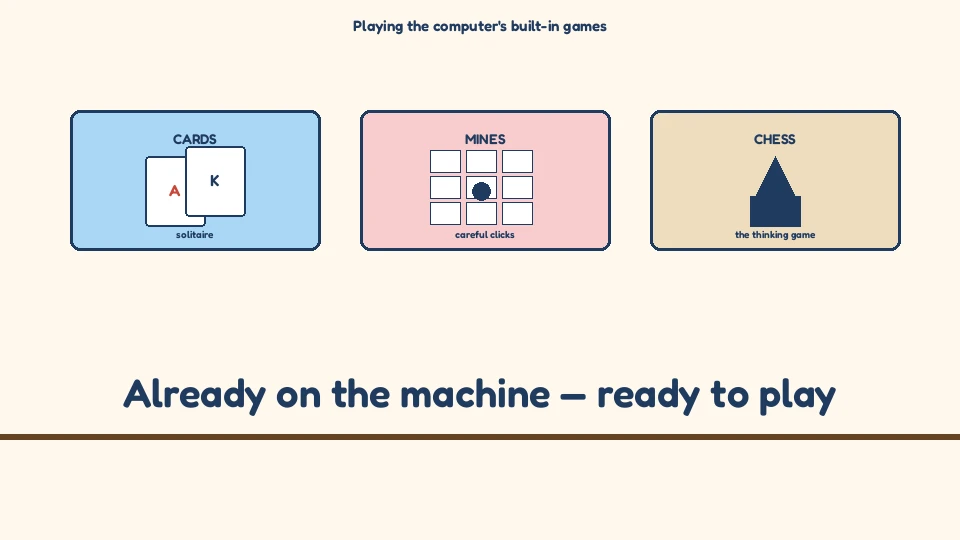 Playing the computer's built-in games
CARDS
A
K
solitaire
MINES
careful clicks
CHESS
the thinking game
Already on the machine — ready to play